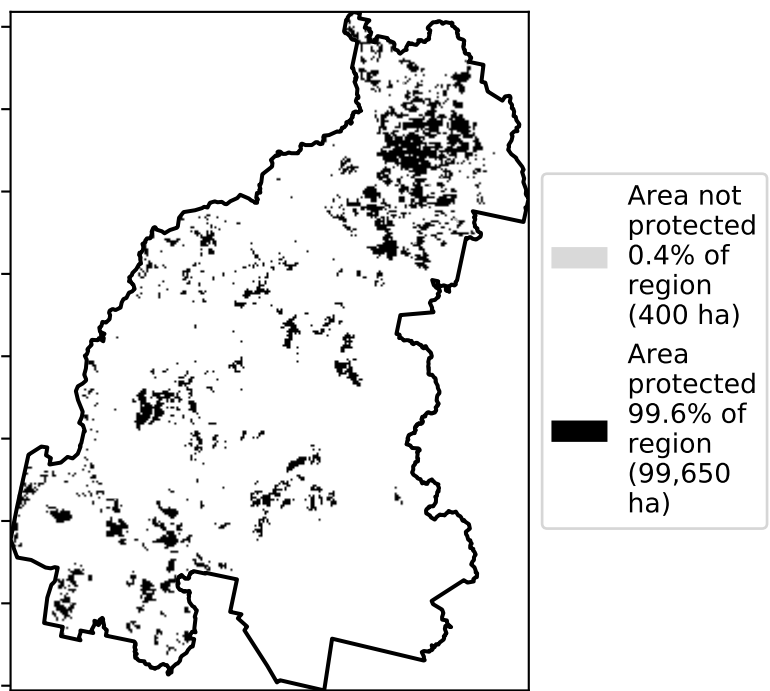 Area not
protected
0.4% of
region
(400 ha)
Area
protected
99.6% of
region
(99,650
ha)